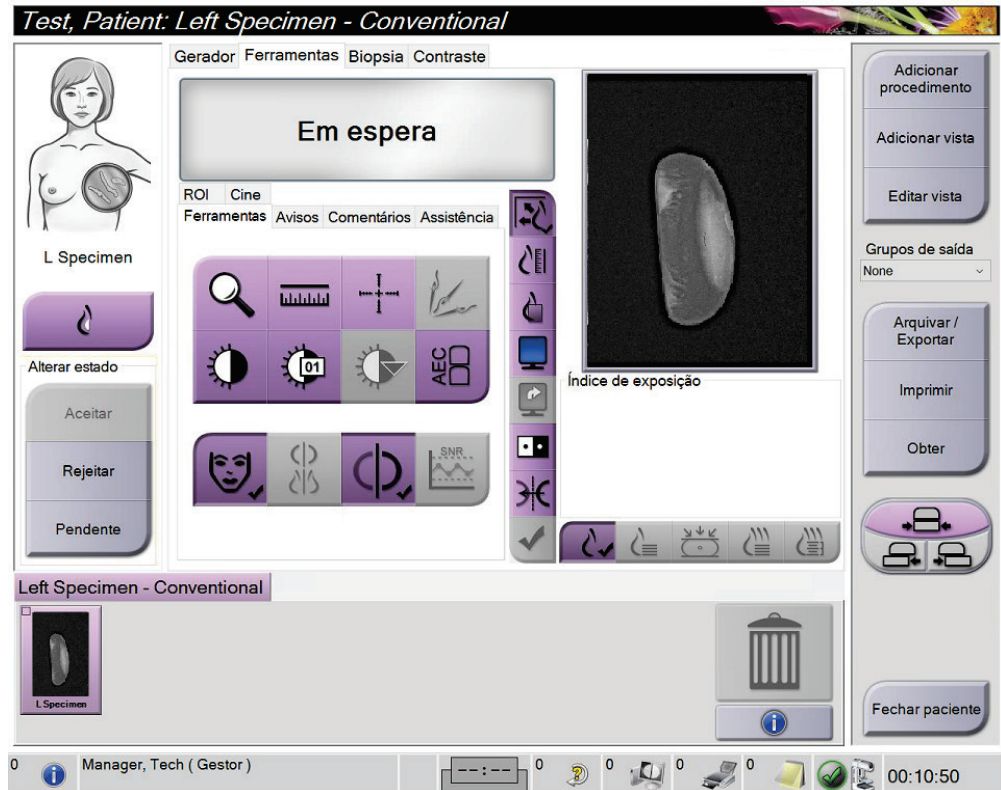 Test, Patient: Left Specimen - Conventional
Gerador Ferramentas Biopsia Contraste
Em espera
ROI Cine
Ferramentas Avisos Comentários Assistência
L Specimen
Alterar estado
Aceitar
Rejeitar
Pendente
01
AEC
SNR
Índice de exposição
Adicionar
procedimento
Adicionar vista
Editar vista
Grupos de saída
None
Arquivar /
Exportar
Imprimir
Obter
Left Specimen - Conventional
L Specimen
Fechar paciente
0 Manager, Tech ( Gestor ) --:-- 0 0 0 0 00:10:50